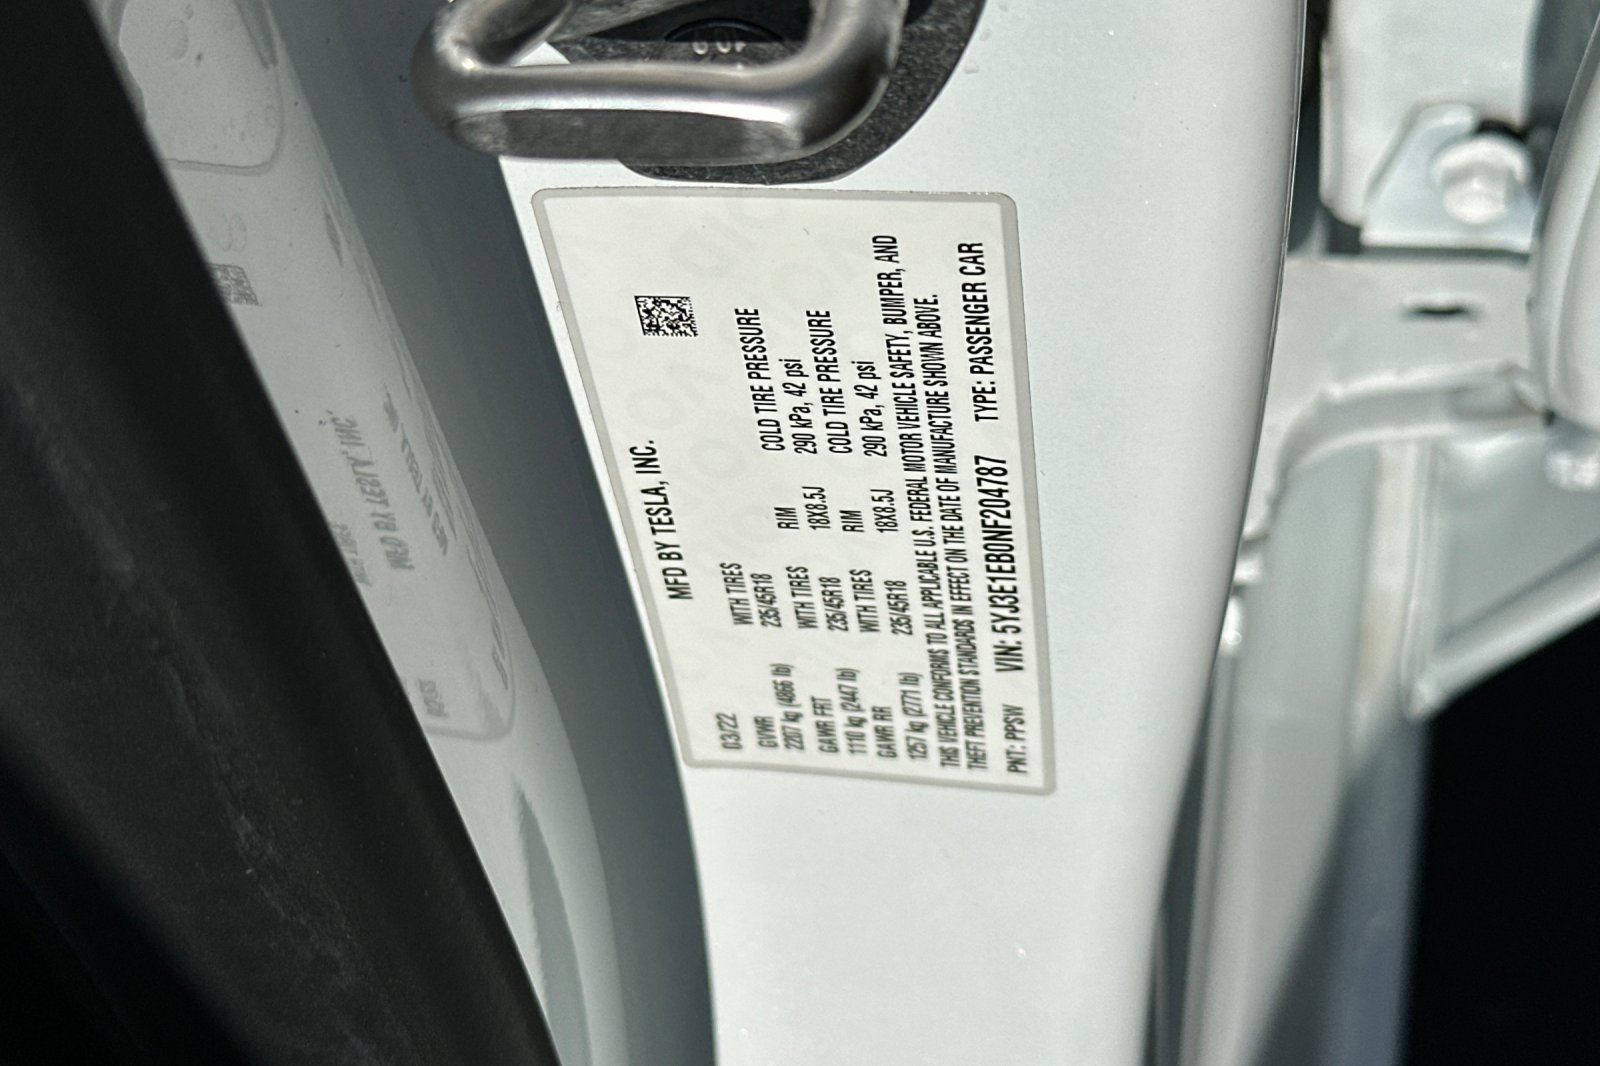 MFD BY TESLA, INC.
03/22
GVWR WITH TIRES RIM COLD TIRE PRESSURE
2207 kg (4866 lb) 235/45R18 18X8.5J 290 kPa, 42 psi
GAWR FRT WITH TIRES RIM COLD TIRE PRESSURE
1110 kg (2447 lb) 235/45R18 18X8.5J 290 kPa, 42 psi
GAWR RR WITH TIRES
1257 kg (2771 lb) 235/45R18
THIS VEHICLE CONFORMS TO ALL APPLICABLE U.S. FEDERAL MOTOR VEHICLE SAFETY, BUMPER, AND
THEFT PREVENTION STANDARDS IN EFFECT ON THE DATE OF MANUFACTURE SHOWN ABOVE.
PNT: PPSW VIN: 5YJ3E1EB0NF204787 TYPE: PASSENGER CAR